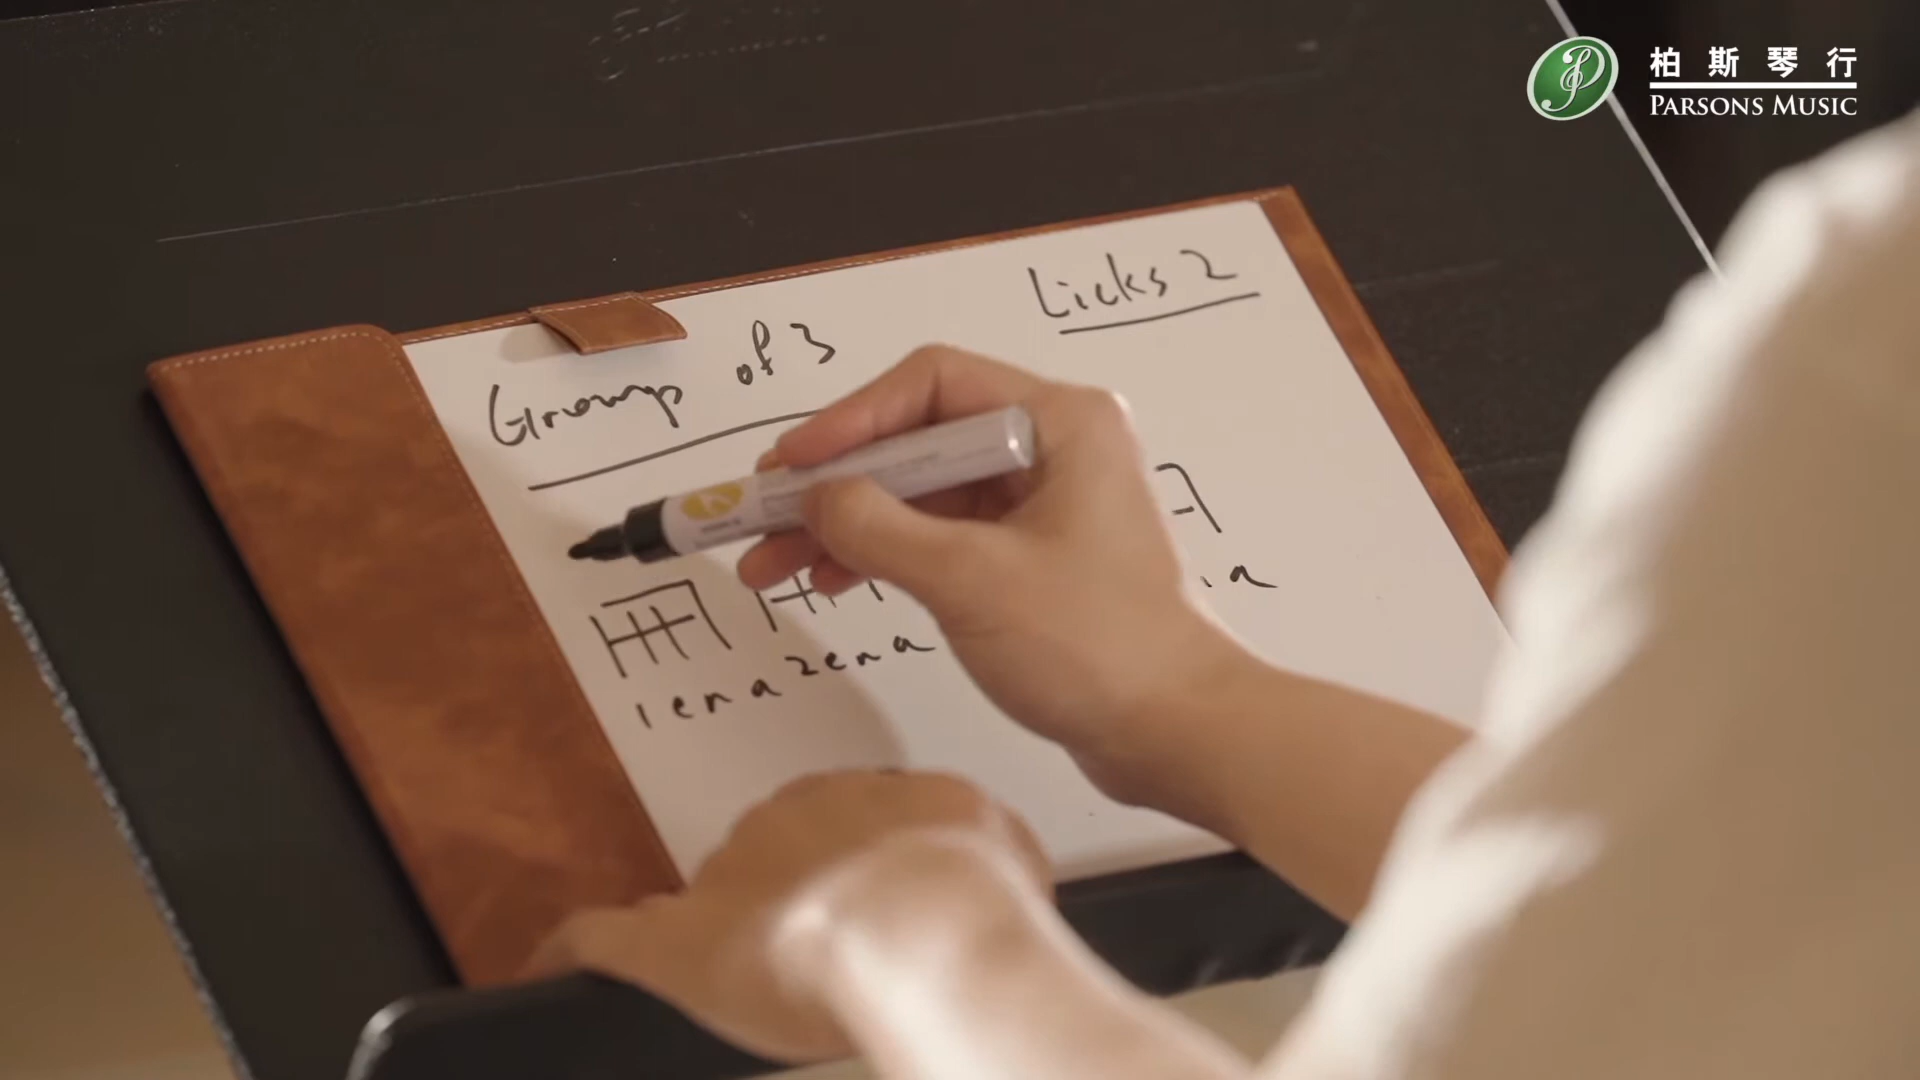 柏斯琴行
PARSONS MUSIC
Licks 2
Group of 3
1 e n a 2 e n a